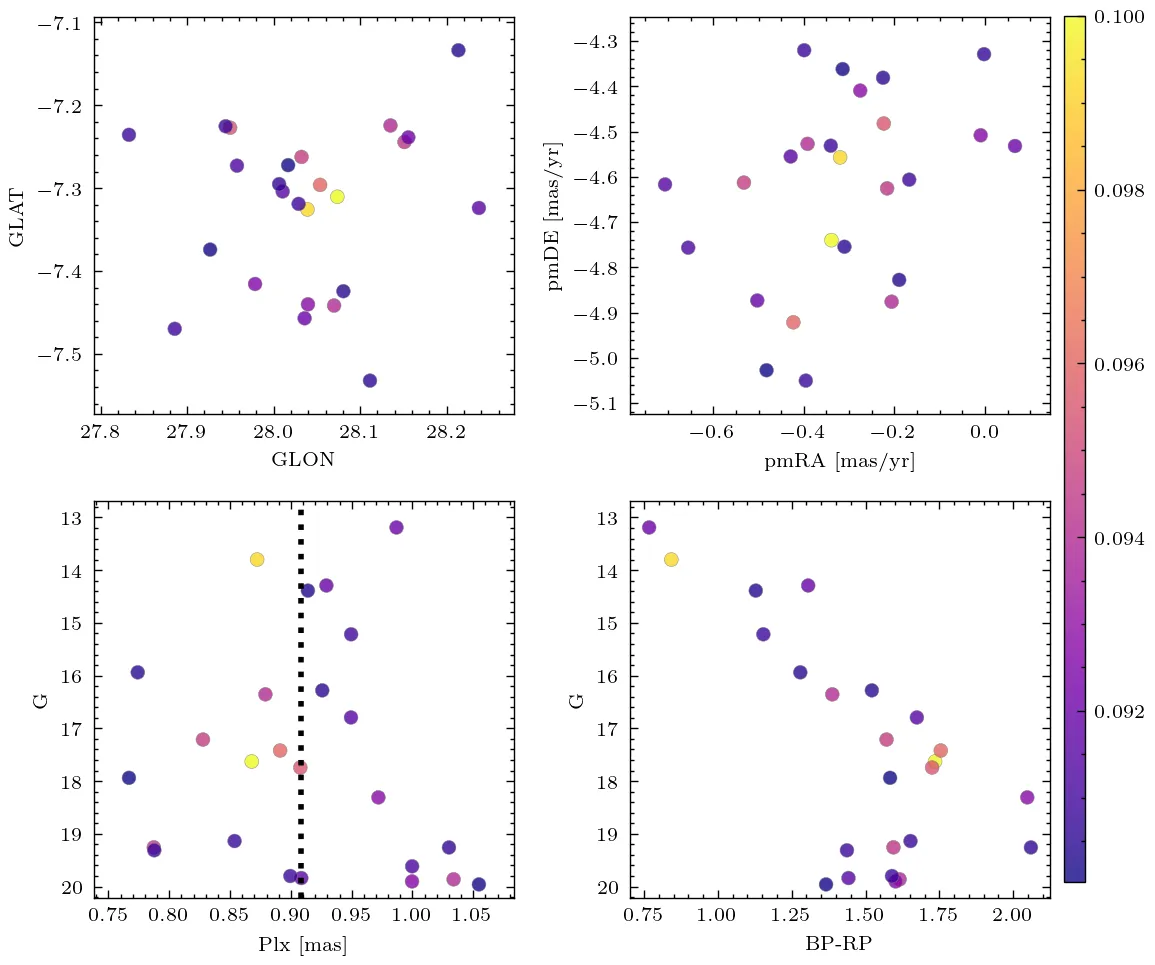 −7.1
−7.2
−7.3
−7.4
−7.5
GLAT
27.8 27.9 28.0 28.1 28.2
GLON
−4.3
−4.4
−4.5
−4.6
−4.7
−4.8
−4.9
−5.0
−5.1
pmDE [mas/yr]
−0.6 −0.4 −0.2 0.0
pmRA [mas/yr]
0.100
0.098
0.096
0.094
0.092
13
14
15
16
17
18
19
20
G
0.75 0.80 0.85 0.90 0.95 1.00 1.05
Plx [mas]
13
14
15
16
17
18
19
20
G
0.75 1.00 1.25 1.50 1.75 2.00
BP-RP